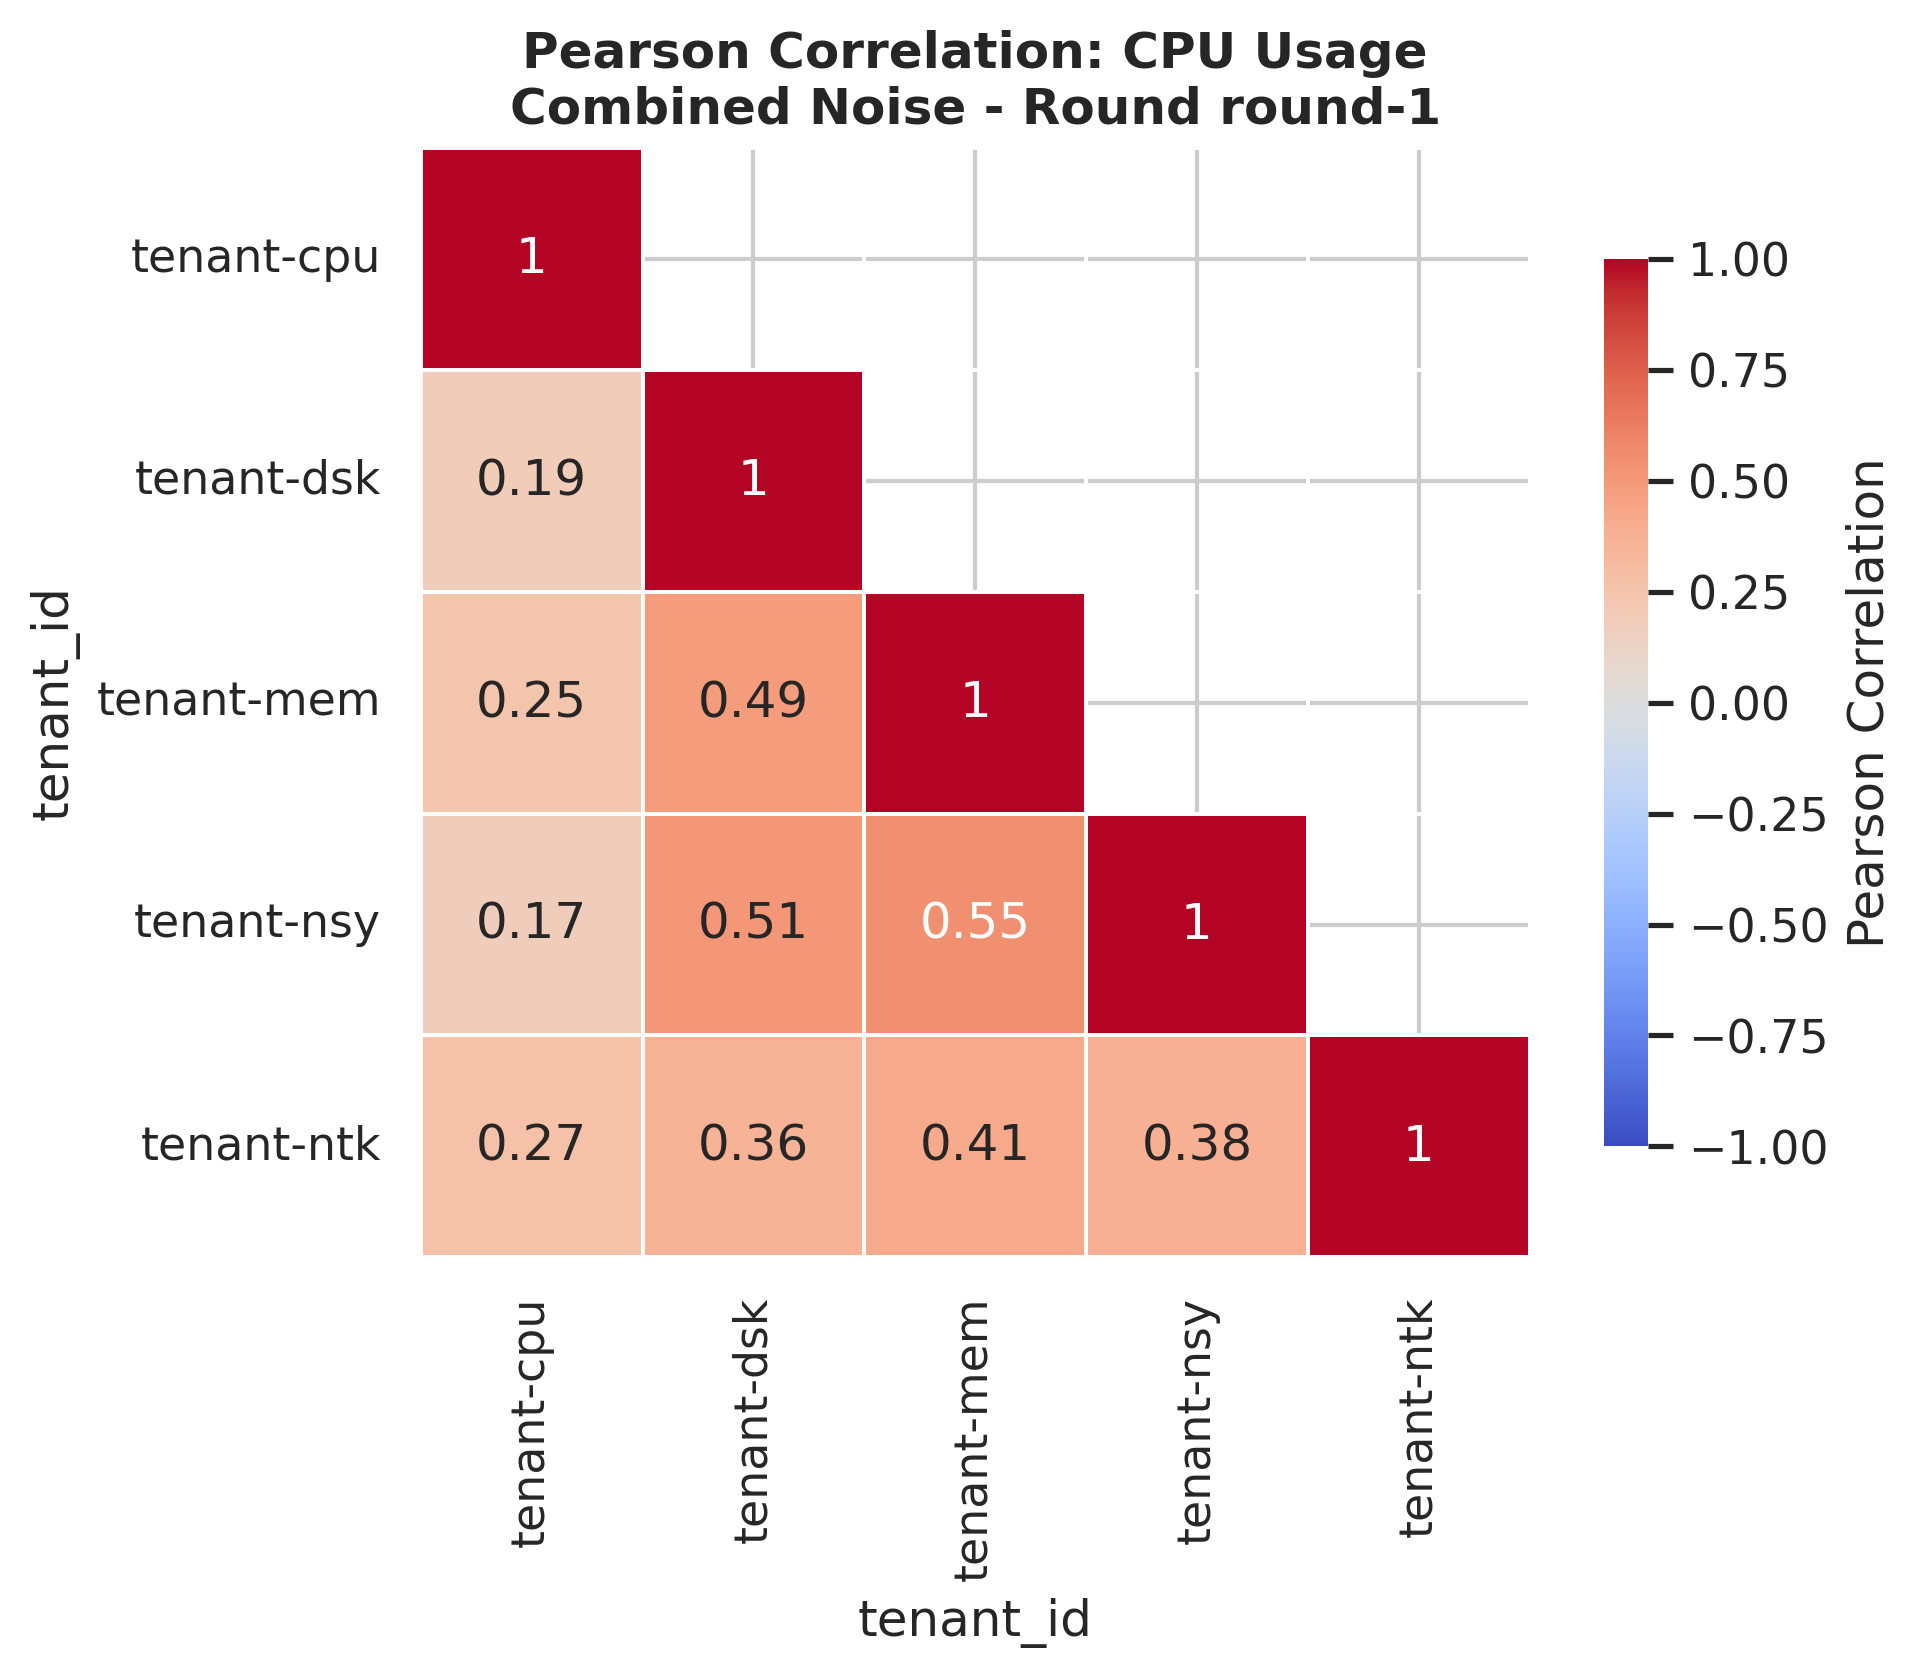 Pearson Correlation: CPU Usage
Combined Noise - Round round-1
tenant_id
tenant-cpu
1
tenant-dsk
0.19 1
tenant-mem
0.25 0.49 1
tenant-nsy
0.17 0.51 0.55 1
tenant-ntk
0.27 0.36 0.41 0.38 1
tenant-cpu
tenant-dsk
tenant-mem
tenant-nsy
tenant-ntk
tenant_id
1.00
0.75
0.50
0.25
0.00
−0.25
−0.50
−0.75
−1.00
Pearson Correlation